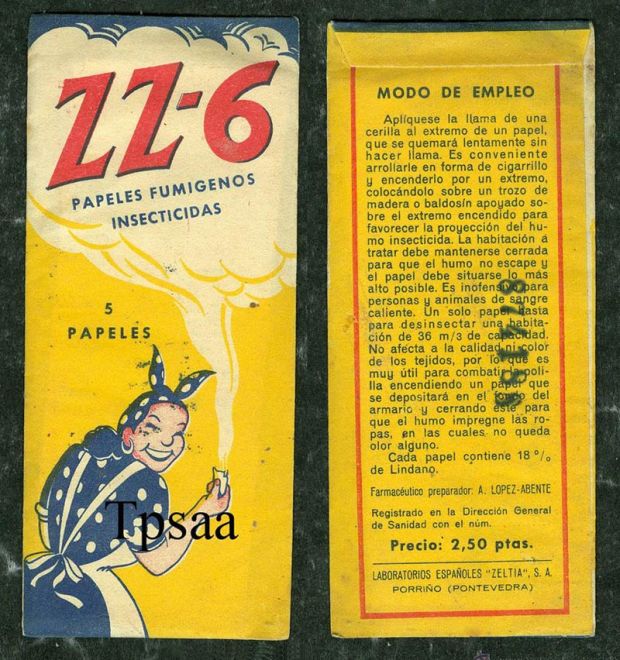 ZZ-6
PAPELES FUMIGENOS
INSECTICIDAS
5
PAPELES
Tpsaa
MODO DE EMPLEO
Aplíquese la llama de una
cerilla al extremo de un papel,
que se quemará lentamente sin
hacer llama. Es conveniente
arrollarle en forma de cigarrillo
y encenderlo por un extremo,
colocándolo sobre un trozo de
madera o baldosín apoyado so-
bre el extremo encendido para
favorecer la proyección del hu-
mo insecticida. La habitación á
tratar debe mantenerse cerrada
para que el humo no escape y
el papel debe situarse lo más
alto posible. Es inofensivo para
personas y animales de sangre
caliente. Un solo papel basta
para desinsectar una habita-
ción de 36 m/3 de capacidad.
No afecta a la calidad ni color
de los tejidos, por lo que es
muy útil para combatir la poli-
lla encendiendo un papel que
se depositará en el fondo del
armario y cerrando éste para
que el humo impregne las ro-
pas, en las cuales no queda
olor alguno.
Cada papel contiene 18 %
de Lindano.
Farmacéutico preparador: A. LOPEZ-ABENTE
Registrado en la Dirección General
de Sanidad con el núm.
Precio: 2,50 ptas.
LABORATORIOS ESPAÑOLES "ZELTIA", S. A.
PORRIÑO (PONTEVEDRA)